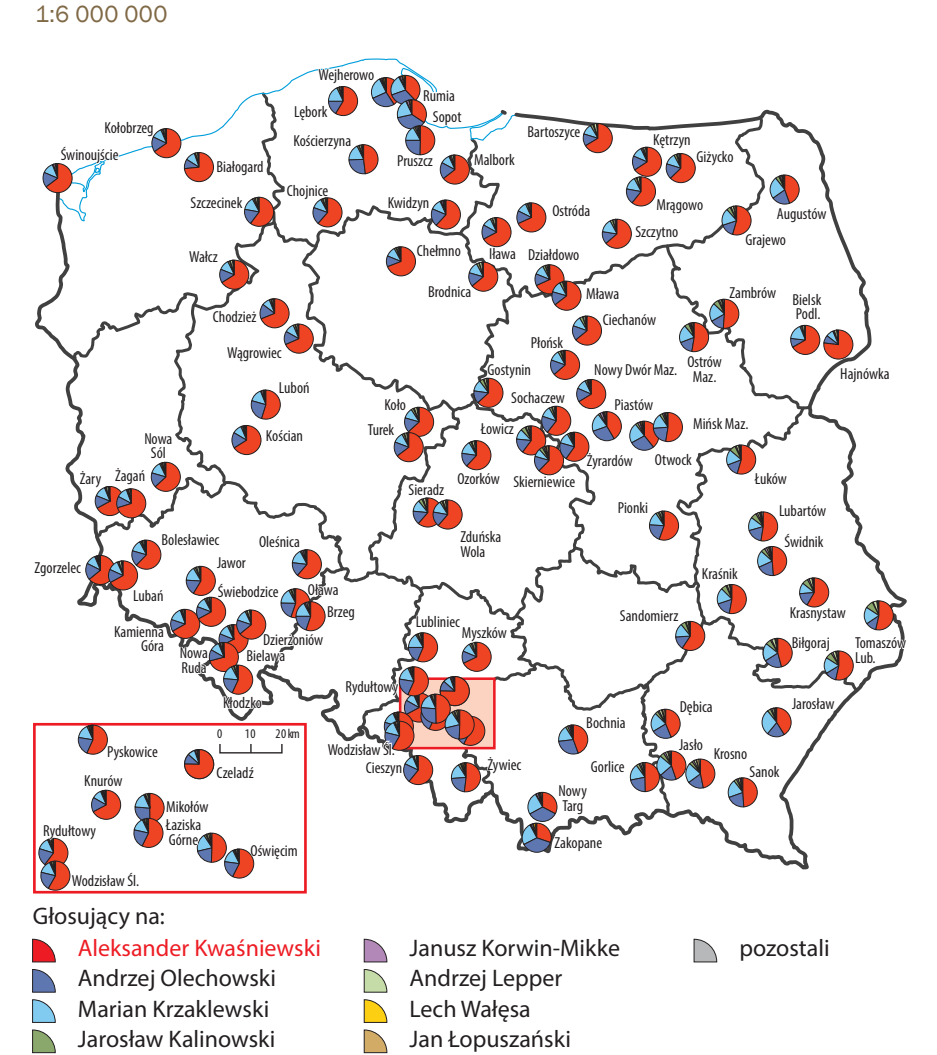 1:6 000 000
Wejherowo
Rumia
Lębork
Sopot
Kołobrzeg
Kościerzyna
Pruszcz
Malbork
Bartoszyce
Kętrzyn
Giżycko
Świnoujście
Białogard
Szczecinek
Chojnice
Kwidzyn
Ostróda
Mrągowo
Augustów
Szczytno
Grajewo
Wałcz
Chełmno
Iława
Działdowo
Brodnica
Mława
Zambrów
Bielsk
Podl.
Chodzież
Ciechanów
Wągrowiec
Płońsk
Ostrów
Maz.
Hajnówka
Gostynin
Nowy Dwór Maz.
Luboń
Koło
Sochaczew
Piastów
Kościan
Turek
Łowicz
Mińsk Maz.
Nowa
Sól
Ozorków
Skierniewice
Żyrardów
Otwock
Żary
Żagań
Łuków
Sieradz
Zduńska
Wola
Pionki
Lubartów
Bolesławiec
Oleśnica
Świdnik
Zgorzelec
Jawor
Lubań
Świebodzice
Oława
Kraśnik
Krasnystaw
Brzeg
Kamienna
Góra
Dzierżoniów
Lubliniec
Myszków
Sandomierz
Nowa
Ruda
Bielawa
Biłgoraj
Tomaszów
Lub.
Kłodzko
Rydułtowy
Dębica
Jarosław
Bochnia
Wodzisław Śl.
Cieszyn
Żywiec
Gorlice
Jasło
Krosno
Sanok
Nowy
Targ
Zakopane
0 10 20 km
Pyskowice
Czeladź
Knurów
Mikołów
Łaziska
Górne
Rydułtowy
Oświęcim
Wodzisław Śl.
Głosujący na:
Aleksander Kwaśniewski
Andrzej Olechowski
Marian Krzaklewski
Jarosław Kalinowski
Janusz Korwin-Mikke
Andrzej Lepper
Lech Wałęsa
Jan Łopuszański
pozostali